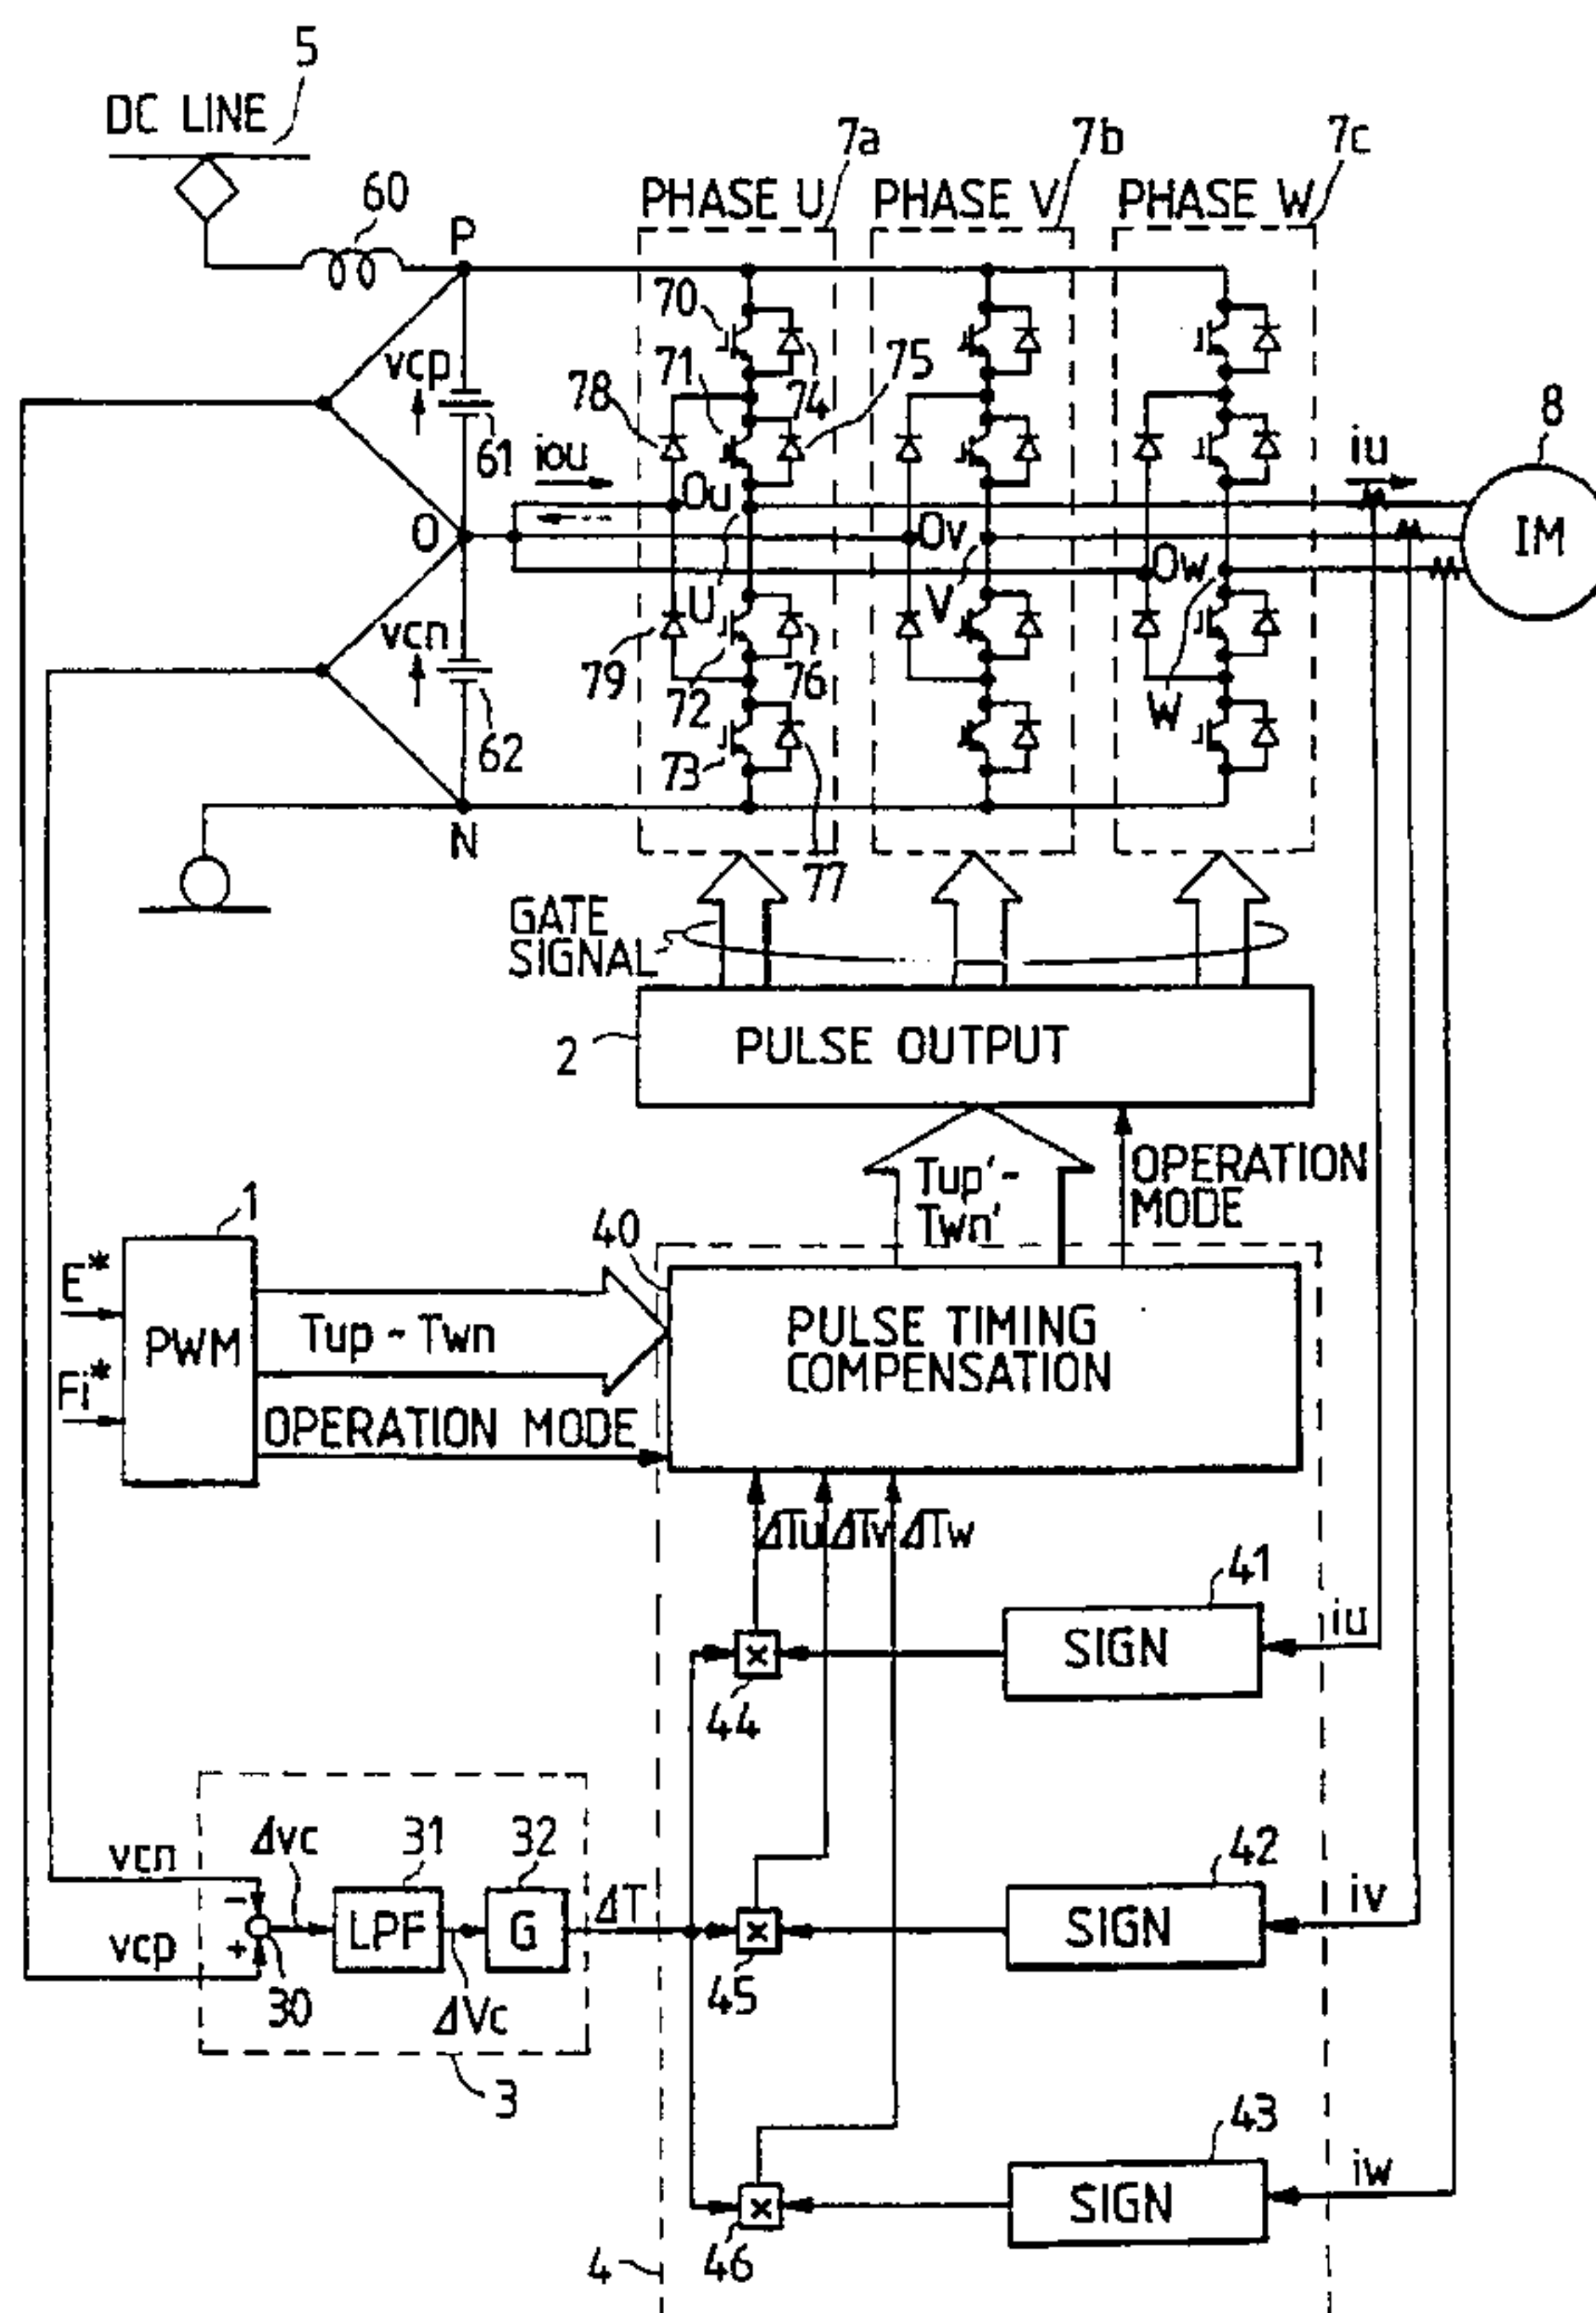 5
DC LINE
7a
7b
7c
60
P
PHASE U
PHASE V
PHASE W
70
vcp
71
74
75
78
8
61
iou
iu
Ou
O
Ov
IM
Ow
U
V
vcn
79
72
76
W
62
73
N
77
GATE
SIGNAL
2
PULSE OUTPUT
Tup'-
Twn'
OPERATION
MODE
1
40
E*
PWM
Tup - Twn
PULSE TIMING
COMPENSATION
Fi*
OPERATION MODE
ΔTu ΔTv ΔTw
41
SIGN
iu
×
44
Δvc
31
32
42
vcn
-
LPF
G
ΔT
×
SIGN
iv
vcp
+
30
45
ΔVc
3
43
×
SIGN
iw
46
4